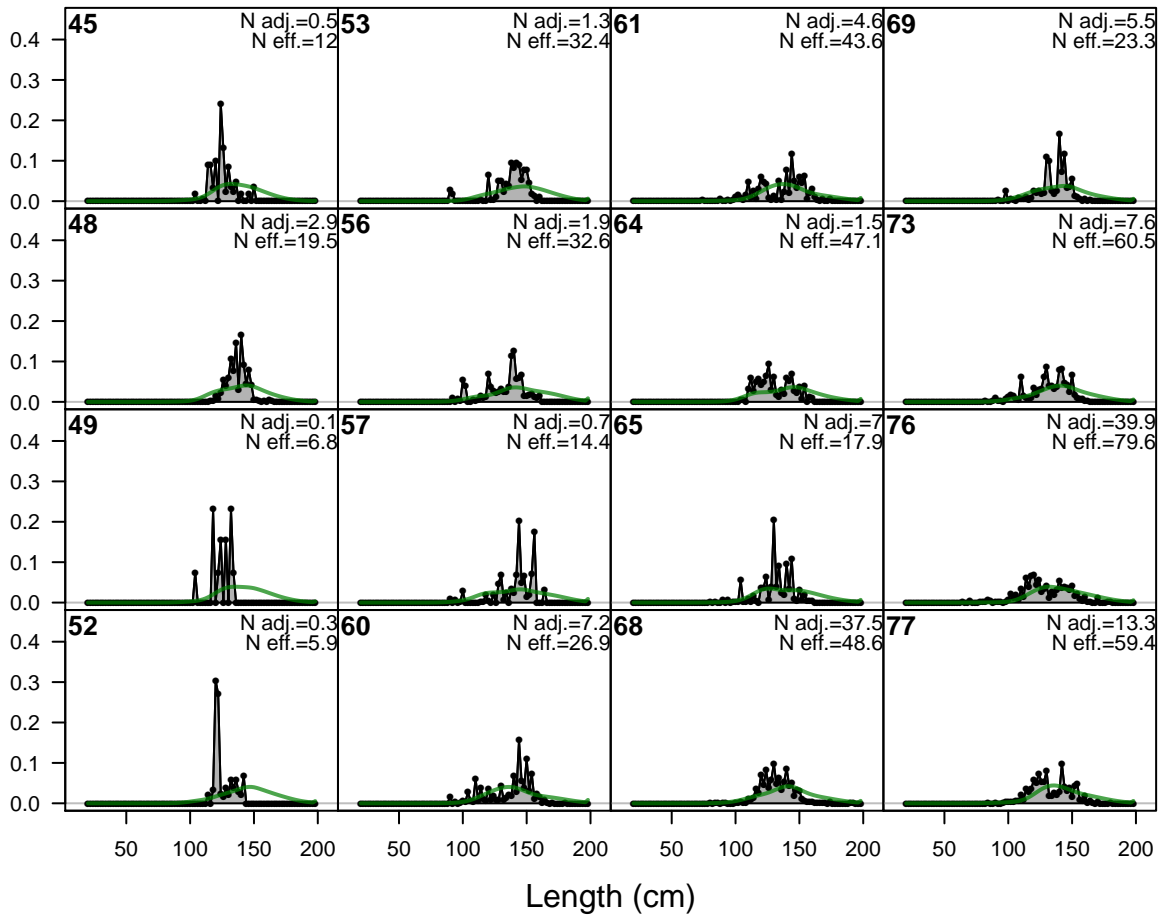 45 N adj.=0.5 53 N adj.=1.3 61 N adj.=4.6 69 N adj.=5.5
N eff.=12 N eff.=32.4 N eff.=43.6 N eff.=23.3
0.4
0.3
0.2
0.1
0.0
48 N adj.=2.9 56 N adj.=1.9 64 N adj.=1.5 73 N adj.=7.6
N eff.=19.5 N eff.=32.6 N eff.=47.1 N eff.=60.5
0.4
0.3
0.2
0.1
0.0
49 N adj.=0.1 57 N adj.=0.7 65 N adj.=7 76 N adj.=39.9
N eff.=6.8 N eff.=14.4 N eff.=17.9 N eff.=79.6
0.4
0.3
0.2
0.1
0.0
52 N adj.=0.3 60 N adj.=7.2 68 N adj.=37.5 77 N adj.=13.3
N eff.=5.9 N eff.=26.9 N eff.=48.6 N eff.=59.4
0.4
0.3
0.2
0.1
0.0
50 100 150 200 50 100 150 200 50 100 150 200 50 100 150 200
Length (cm)